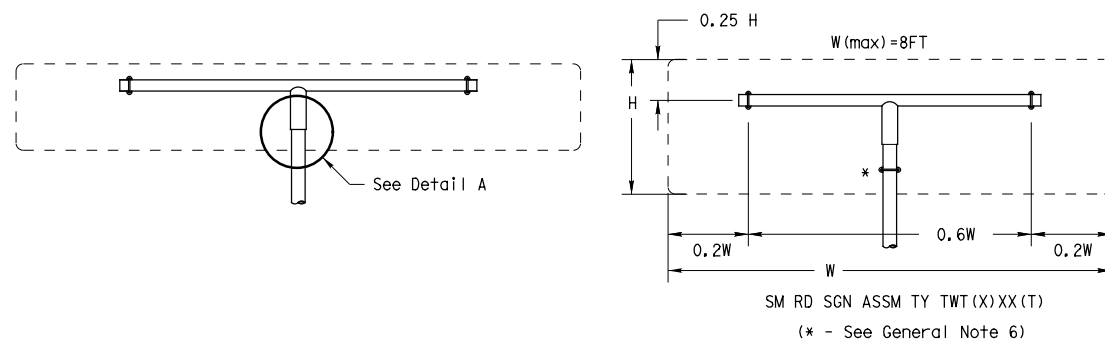 0.25 H
W(max)=8FT
H
See Detail A
*
0.2W
0.6W
0.2W
W
SM RD SGN ASSM TY TWT(X)XX(T)
(* - See General Note 6)